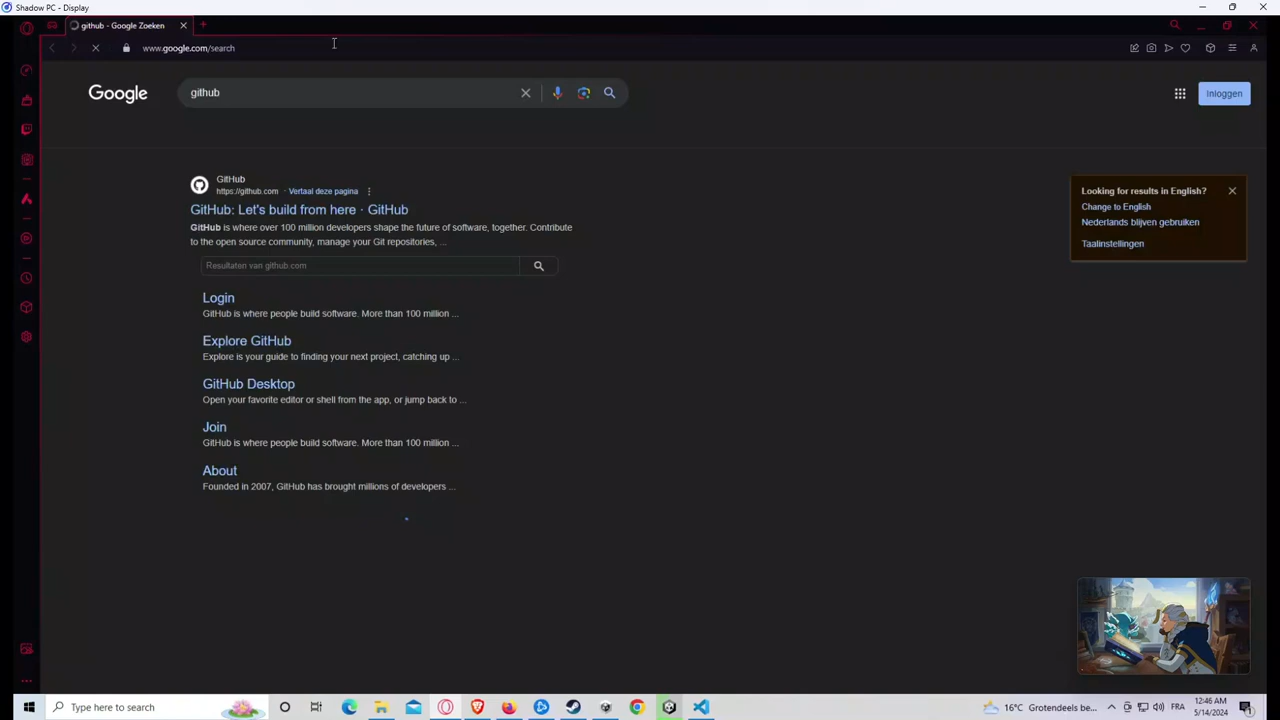 Shadow PC - Display
github - Google Zoeken
www.google.com/search
Google
github
Inloggen
GitHub
https://github.com · Vertaal deze pagina
GitHub: Let's build from here · GitHub
GitHub is where over 100 million developers shape the future of software, together. Contribute
to the open source community, manage your Git repositories, ...
Resultaten van github.com
Login
GitHub is where people build software. More than 100 million ...
Explore GitHub
Explore is your guide to finding your next project, catching up ...
GitHub Desktop
Open your favorite editor or shell from the app, or jump back to ...
Join
GitHub is where people build software. More than 100 million ...
About
Founded in 2007, GitHub has brought millions of developers ...
Looking for results in English?
Change to English
Nederlands blijven gebruiken
Taalinstellingen
Type here to search
16°C Grotendeels be...
FRA
12:46 AM
5/14/2024
1